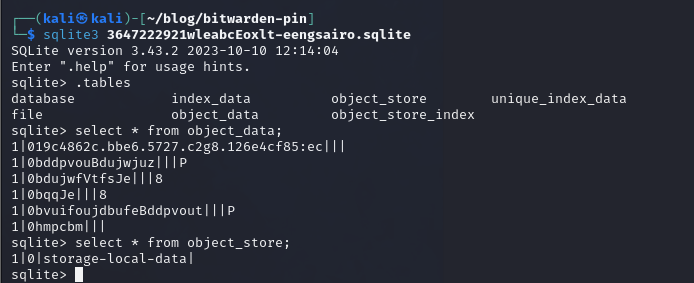 ┌──(kali㉿kali)-[~/blog/bitwarden-pin]
└─$ sqlite3 3647222921wleabcEoxlt-eengsairo.sqlite
SQLite version 3.43.2 2023-10-10 12:14:04
Enter ".help" for usage hints.
sqlite> .tables
database index_data object_store unique_index_data
file object_data object_store_index
sqlite> select * from object_data;
1|019c4862c.bbe6.5727.c2g8.126e4cf85:ec|||
1|0bddpvouBdujwjuz|||P
1|0bdujwfVtfsJe|||8
1|0bqqJe|||8
1|0bvuifoujdbufeBddpvout|||P
1|0hmpcbm|||
sqlite> select * from object_store;
1|0|storage-local-data|
sqlite>